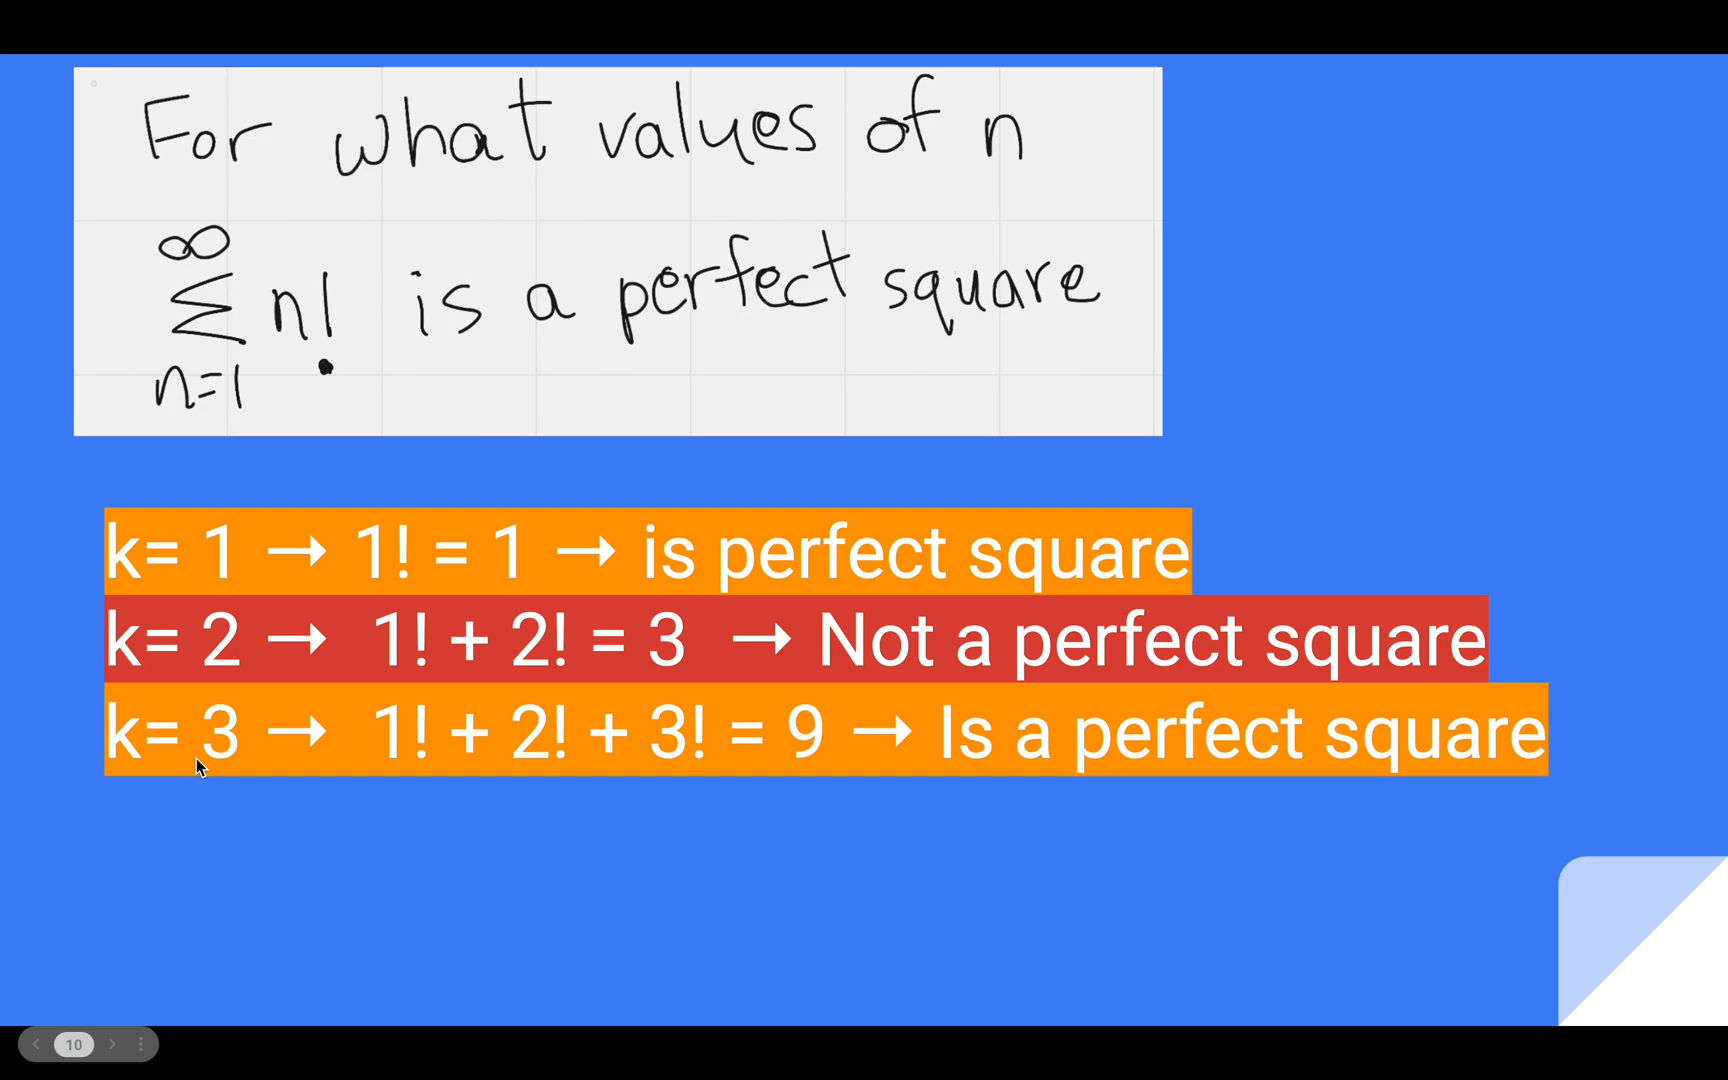 For what values of n
∞
Σ n! is a perfect square
n=1
k= 1 → 1! = 1 → is perfect square
k= 2 → 1! + 2! = 3 → Not a perfect square
k= 3 → 1! + 2! + 3! = 9 → Is a perfect square
10